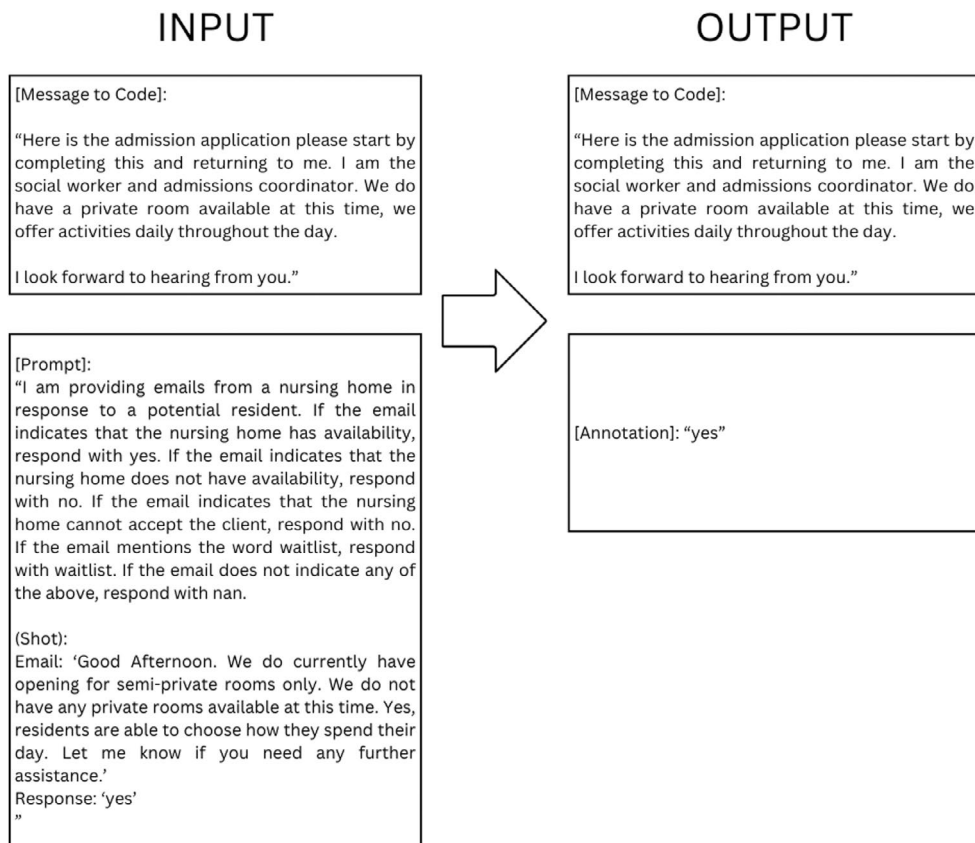 INPUT
[Message to Code]:
“Here is the admission application please start by
completing this and returning to me. I am the
social worker and admissions coordinator. We do
have a private room available at this time, we
offer activities daily throughout the day.
I look forward to hearing from you.”
[Prompt]:
“I am providing emails from a nursing home in
response to a potential resident. If the email
indicates that the nursing home has availability,
respond with yes. If the email indicates that the
nursing home does not have availability, respond
with no. If the email indicates that the nursing
home cannot accept the client, respond with no.
If the email mentions the word waitlist, respond
with waitlist. If the email does not indicate any of
the above, respond with nan.
(Shot):
Email: ‘Good Afternoon. We do currently have
opening for semi-private rooms only. We do not
have any private rooms available at this time. Yes,
residents are able to choose how they spend their
day. Let me know if you need any further
assistance.’
Response: ‘yes’
”
OUTPUT
[Message to Code]:
“Here is the admission application please start by
completing this and returning to me. I am the
social worker and admissions coordinator. We do
have a private room available at this time, we
offer activities daily throughout the day.
I look forward to hearing from you.”
[Annotation]: “yes”